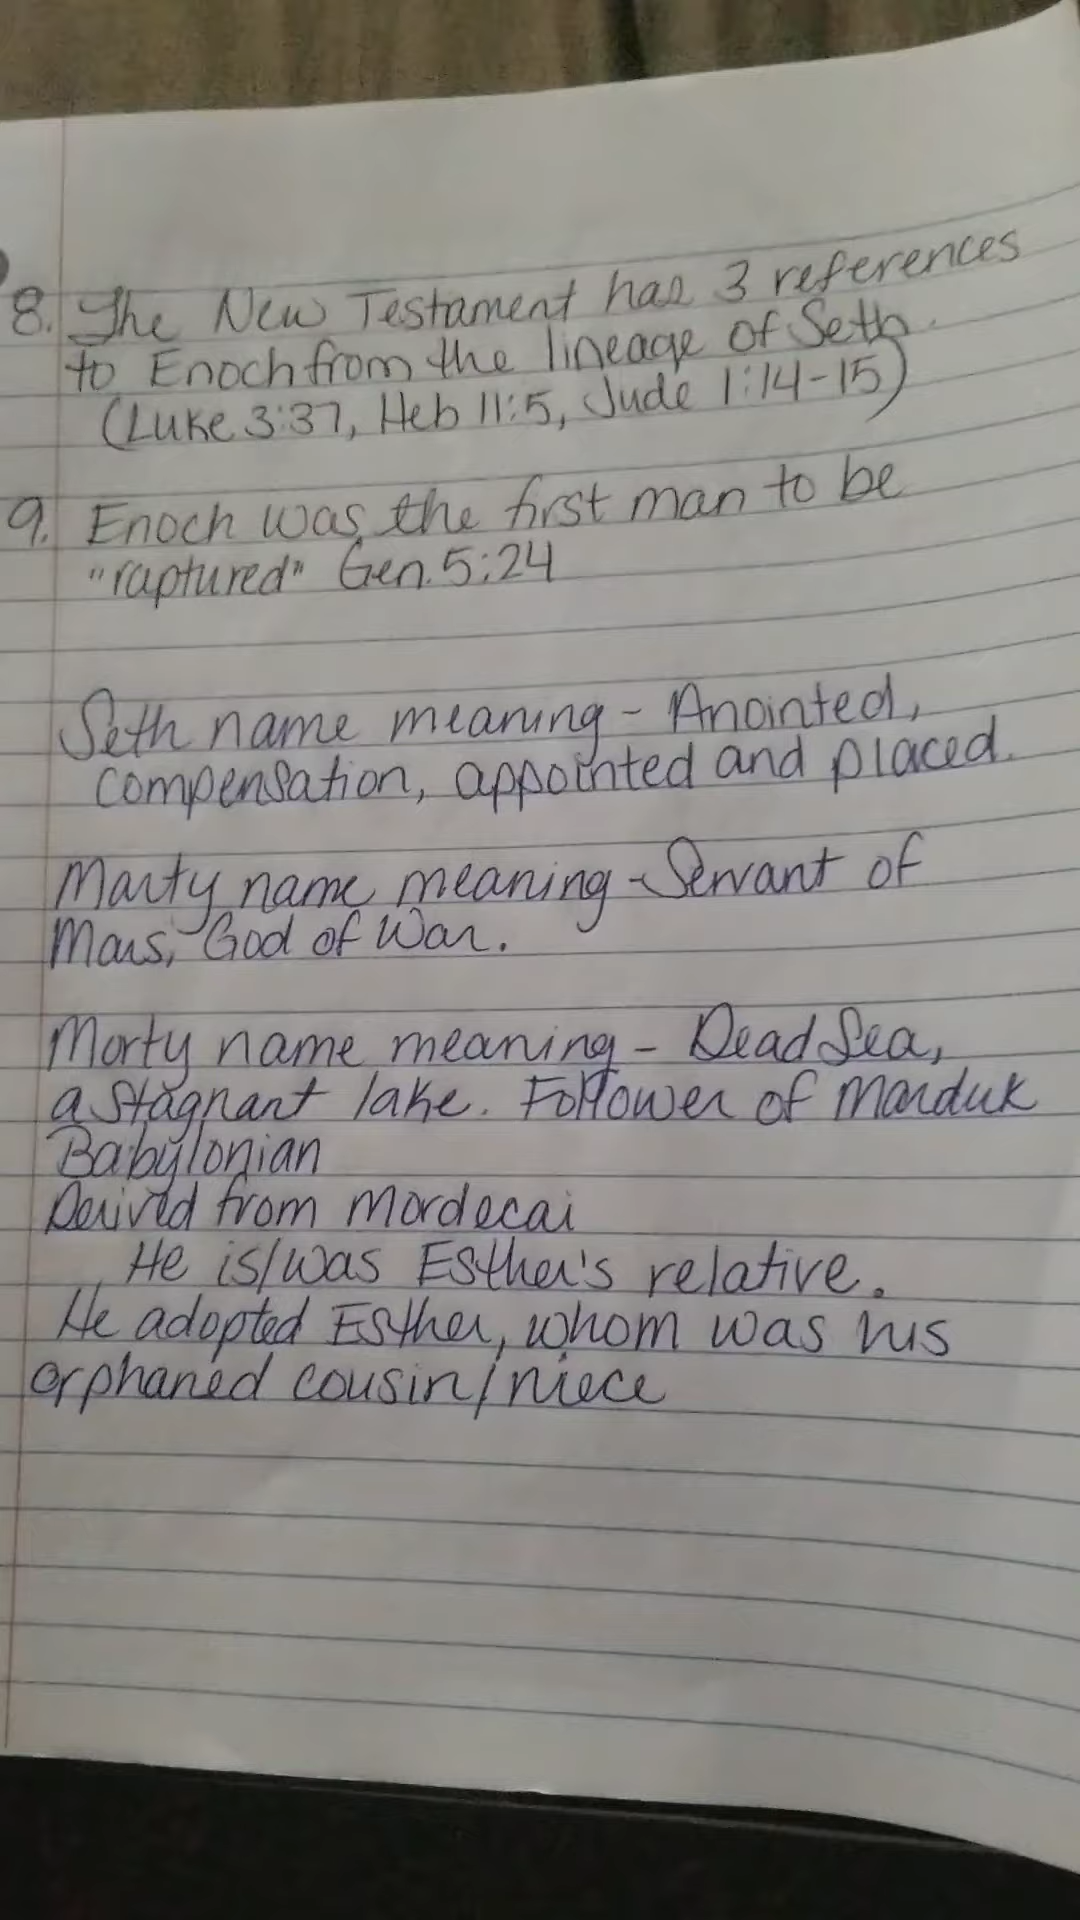 8. The New Testament has 3 references
to Enoch from the lineage of Seth.
(Luke 3:37, Heb 11:5, Jude 1:14-15)
9. Enoch was the first man to be
"raptured" Gen. 5:24
Seth name meaning - Anointed,
compensation, appointed and placed.
Marty name meaning - Servant of
Mars, God of War.
Morty name meaning - Dead Sea,
a stagnant lake. Follower of Marduk
Babylonian
Derived from Mordecai
He is/was Esther's relative.
He adopted Esther, whom was his
orphaned cousin/niece